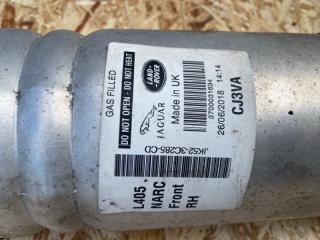 GAS FILLED
DO NOT OPEN - DO NOT HEAT
LAND-
ROVER
JAGUAR
Made in UK
3700031634
26/06/2018 14:14
CJ3VA
JK52-3C285-CD
L405
NARC
Front
RH